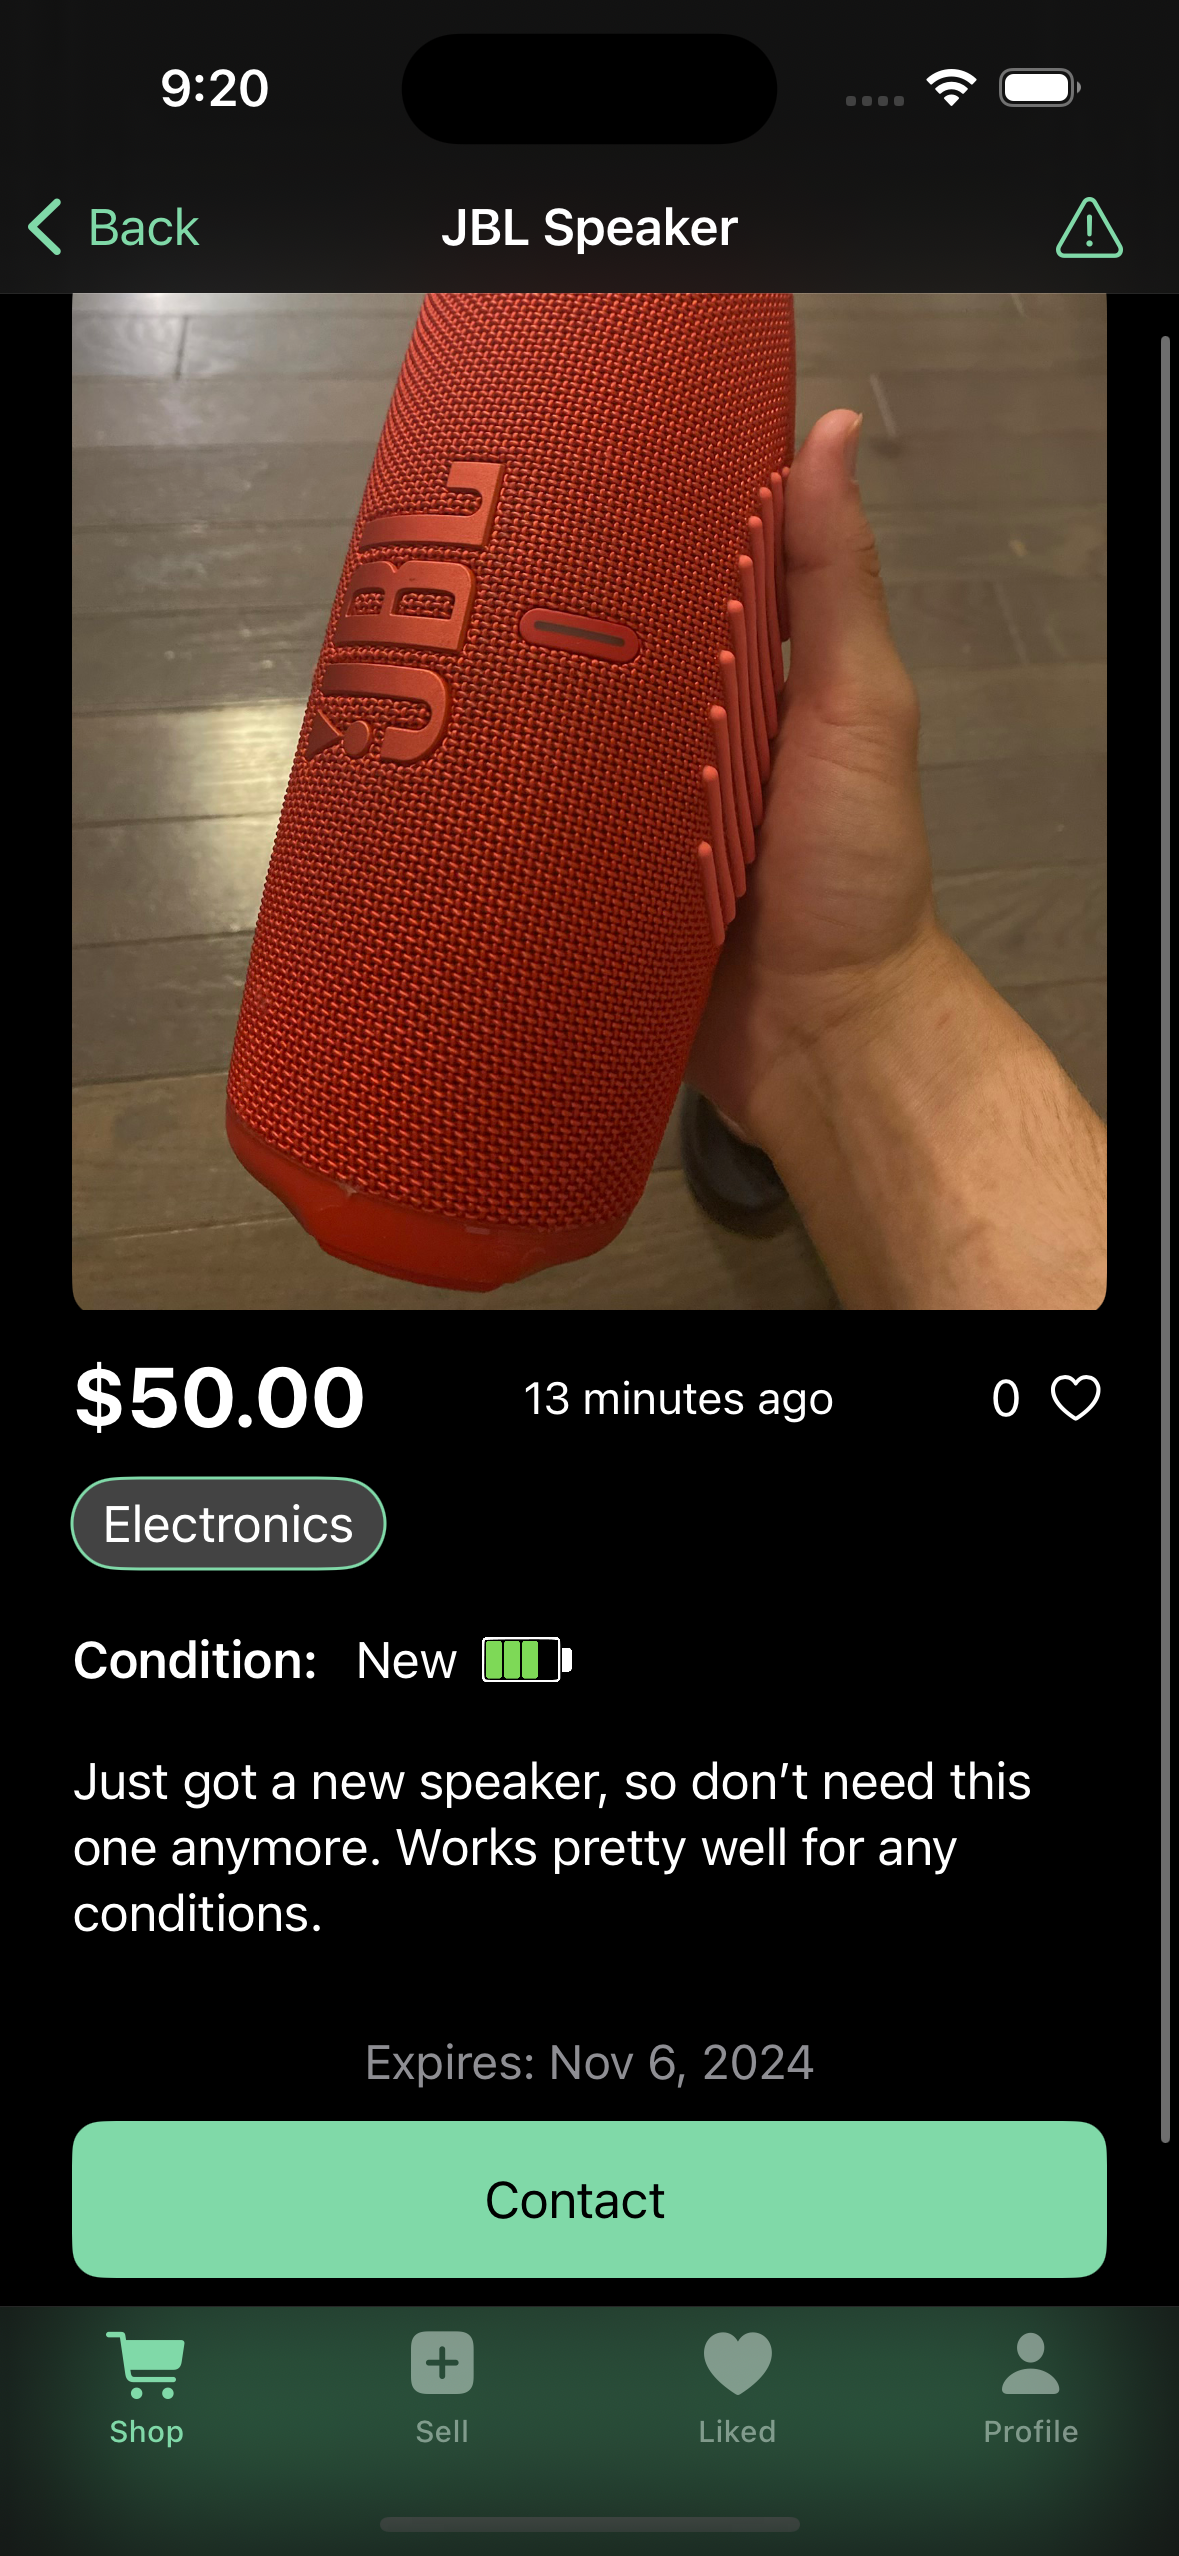 9:20
Back
JBL Speaker
JBL
$50.00
13 minutes ago
0
Electronics
Condition: New
Just got a new speaker, so don’t need this
one anymore. Works pretty well for any
conditions.
Expires: Nov 6, 2024
Contact
Shop
Sell
Liked
Profile